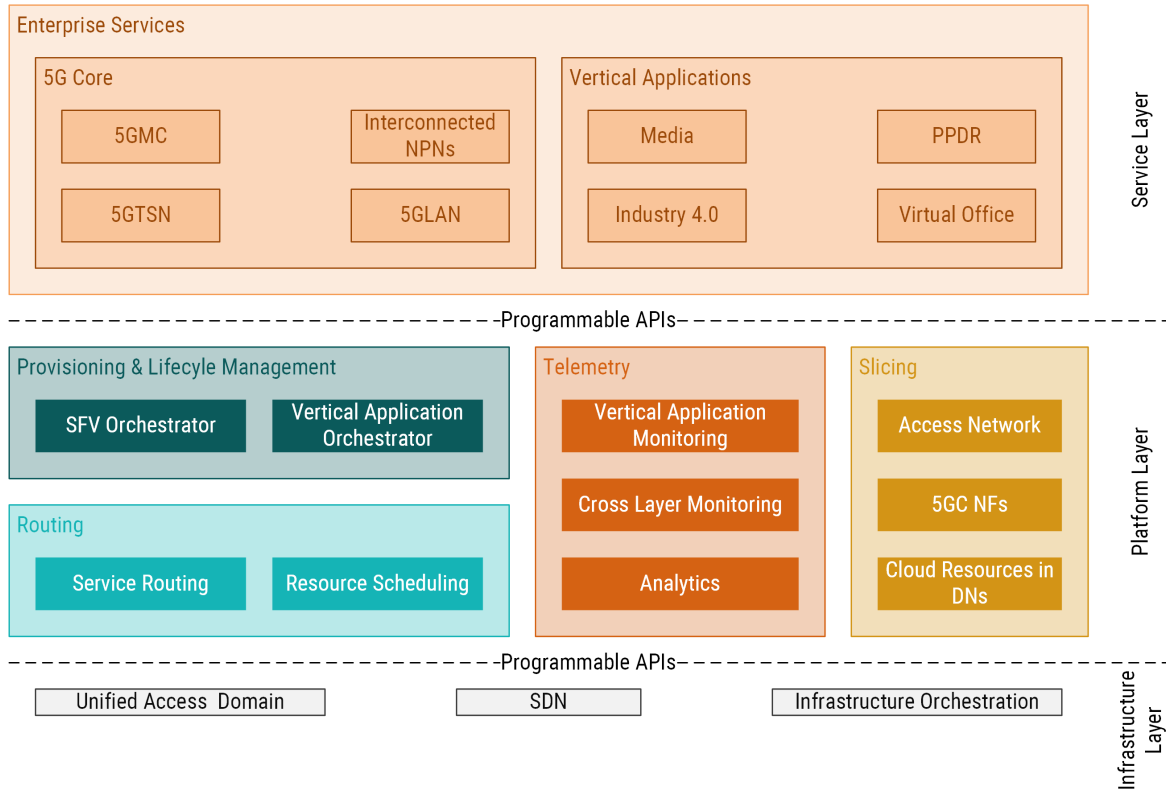 Enterprise Services
5G Core
5GMC
Interconnected
NPNs
5GTSN
5GLAN
Vertical Applications
Media
PPDR
Industry 4.0
Virtual Office
Service Layer
Programmable APIs
Provisioning & Lifecyle Management
SFV Orchestrator
Vertical Application
Orchestrator
Routing
Service Routing
Resource Scheduling
Telemetry
Vertical Application
Monitoring
Cross Layer Monitoring
Analytics
Slicing
Access Network
5GC NFs
Cloud Resources in
DNs
Platform Layer
Programmable APIs
Unified Access  Domain
SDN
Infrastructure Orchestration
Infrastructure
Layer